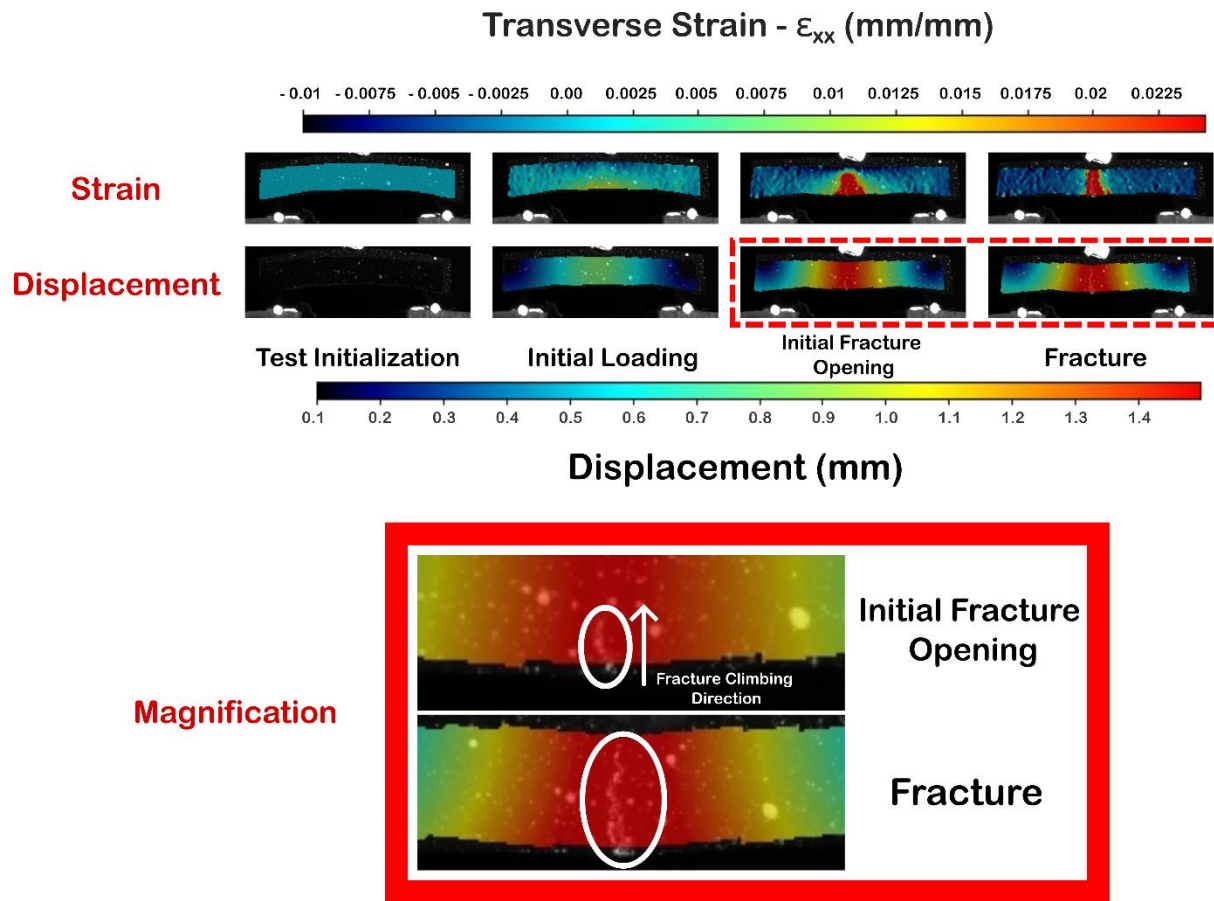 Transverse Strain - εxx (mm/mm)
- 0.01 - 0.0075 - 0.005 - 0.0025 0.00 0.0025 0.005 0.0075 0.01 0.0125 0.015 0.0175 0.02 0.0225
Strain
Displacement
Test Initialization
Initial Loading
Initial Fracture
Opening
Fracture
0.1 0.2 0.3 0.4 0.5 0.6 0.7 0.8 0.9 1.0 1.1 1.2 1.3 1.4
Displacement (mm)
Magnification
Fracture Climbing
Direction
Initial Fracture
Opening
Fracture